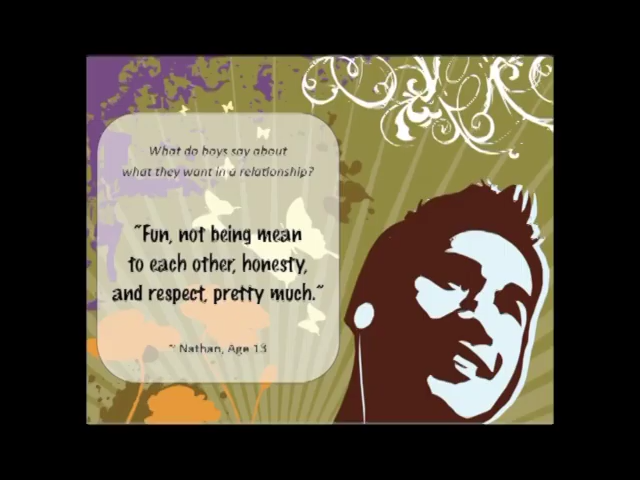 What do boys say about
what they want in a relationship?
"Fun, not being mean
to each other, honesty,
and respect, pretty much."
~ Nathan, Age 13